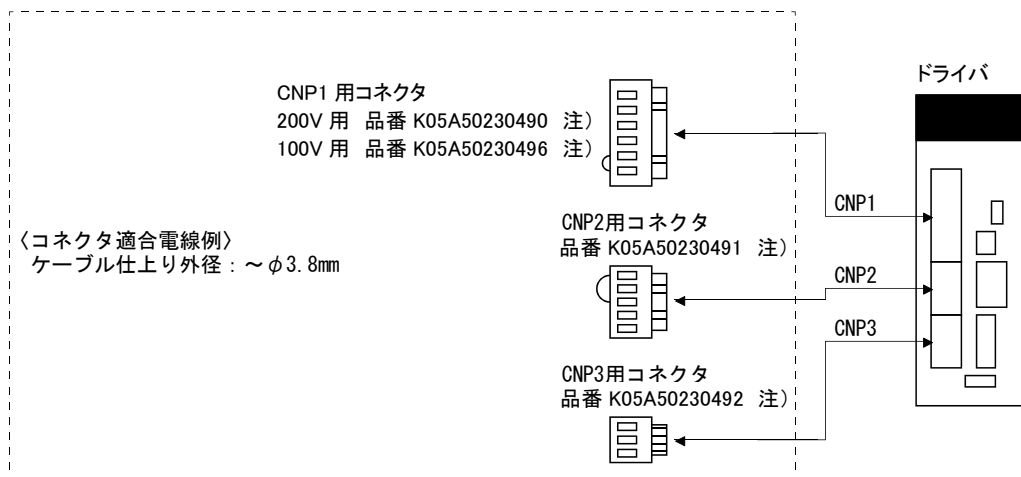 ドライバ
CNP1 用コネクタ
200V 用 品番 K05A50230490 注）
100V 用 品番 K05A50230496 注）
CNP1
CNP2用コネクタ
品番 K05A50230491 注）
〈コネクタ適合電線例〉
ケーブル仕上り外径：～φ3.8mm
CNP2
CNP3
CNP3用コネクタ
品番 K05A50230492 注）